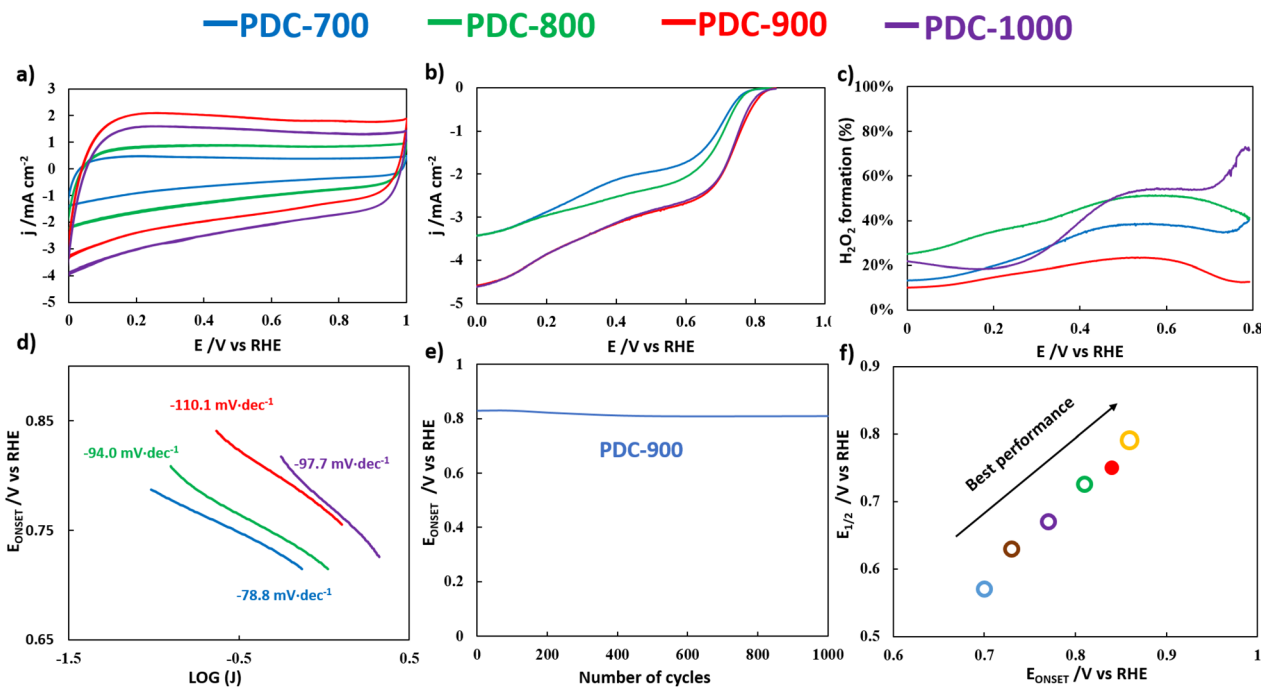 PDC-700 PDC-800 PDC-900 PDC-1000
a)
3
2
1
0
-1
-2
-3
-4
-5
j /mA cm⁻²
0 0.2 0.4 0.6 0.8 1
E /V vs RHE
b)
0
-1
-2
-3
-4
-5
j /mA cm⁻²
0.0 0.2 0.4 0.6 0.8 1.0
E /V vs RHE
c)
100%
80%
60%
40%
20%
0%
H₂O₂ formation (%)
0 0.2 0.4 0.6 0.8
E /V vs RHE
d)
0.85
0.75
0.65
E_ONSET /V vs RHE
-110.1 mV·dec⁻¹
-94.0 mV·dec⁻¹
-97.7 mV·dec⁻¹
-78.8 mV·dec⁻¹
-1.5 -0.5 0.5
LOG (J)
e)
1
0.8
0.6
0.4
0.2
0
E_ONSET /V vs RHE
PDC-900
0 200 400 600 800 1000
Number of cycles
f)
0.9
0.8
0.7
0.6
0.5
E₁/₂ /V vs RHE
Best performance
0.6 0.7 0.8 0.9 1
E_ONSET /V vs RHE